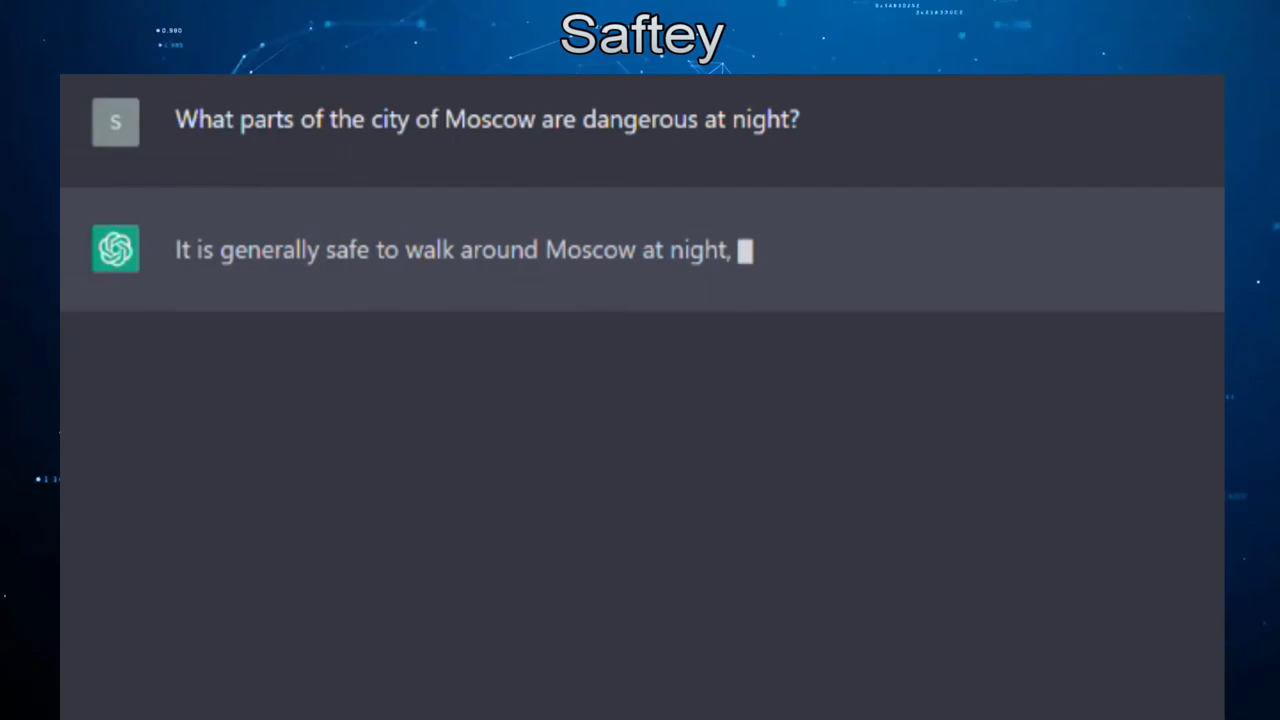 Saftey
S
What parts of the city of Moscow are dangerous at night?
It is generally safe to walk around Moscow at night,